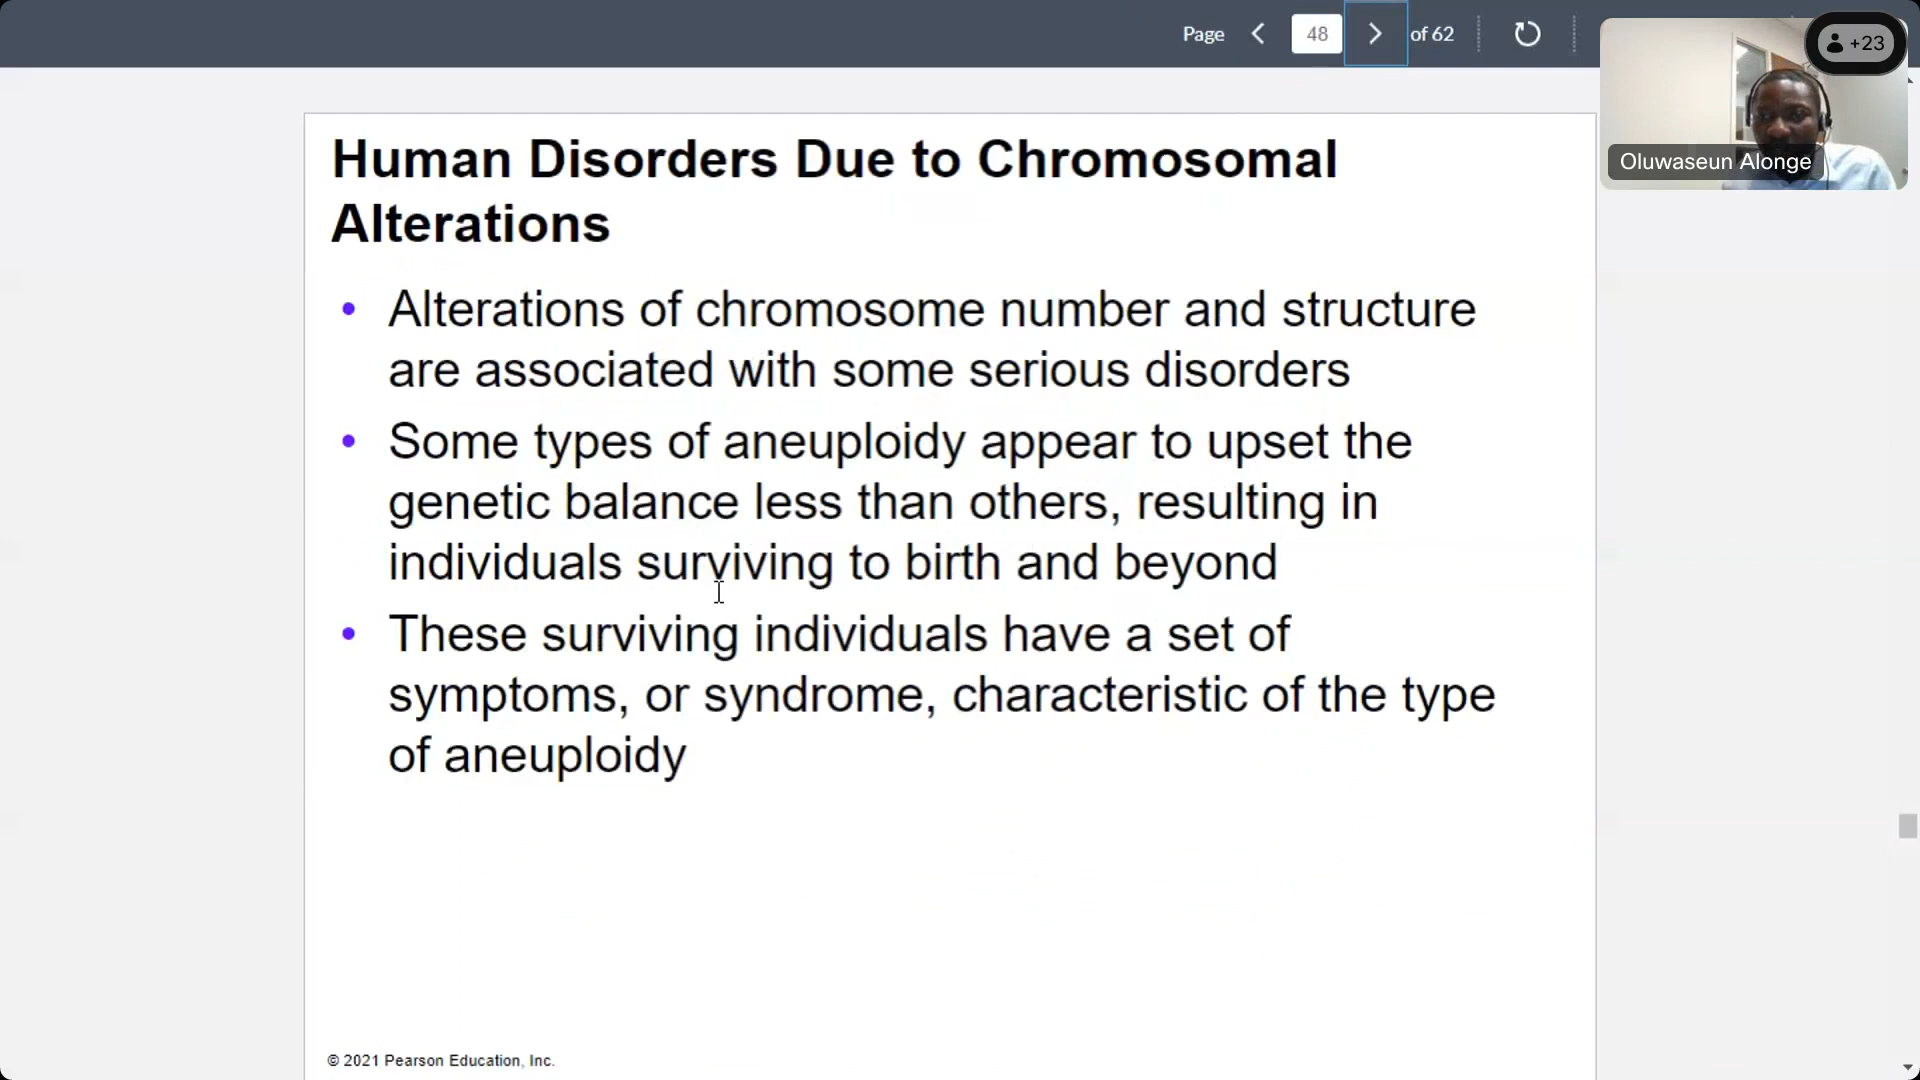 Page 48 of 62
+23
Oluwaseun Alonge
Human Disorders Due to Chromosomal
Alterations
• Alterations of chromosome number and structure
are associated with some serious disorders
• Some types of aneuploidy appear to upset the
genetic balance less than others, resulting in
individuals surviving to birth and beyond
• These surviving individuals have a set of
symptoms, or syndrome, characteristic of the type
of aneuploidy
© 2021 Pearson Education, Inc.